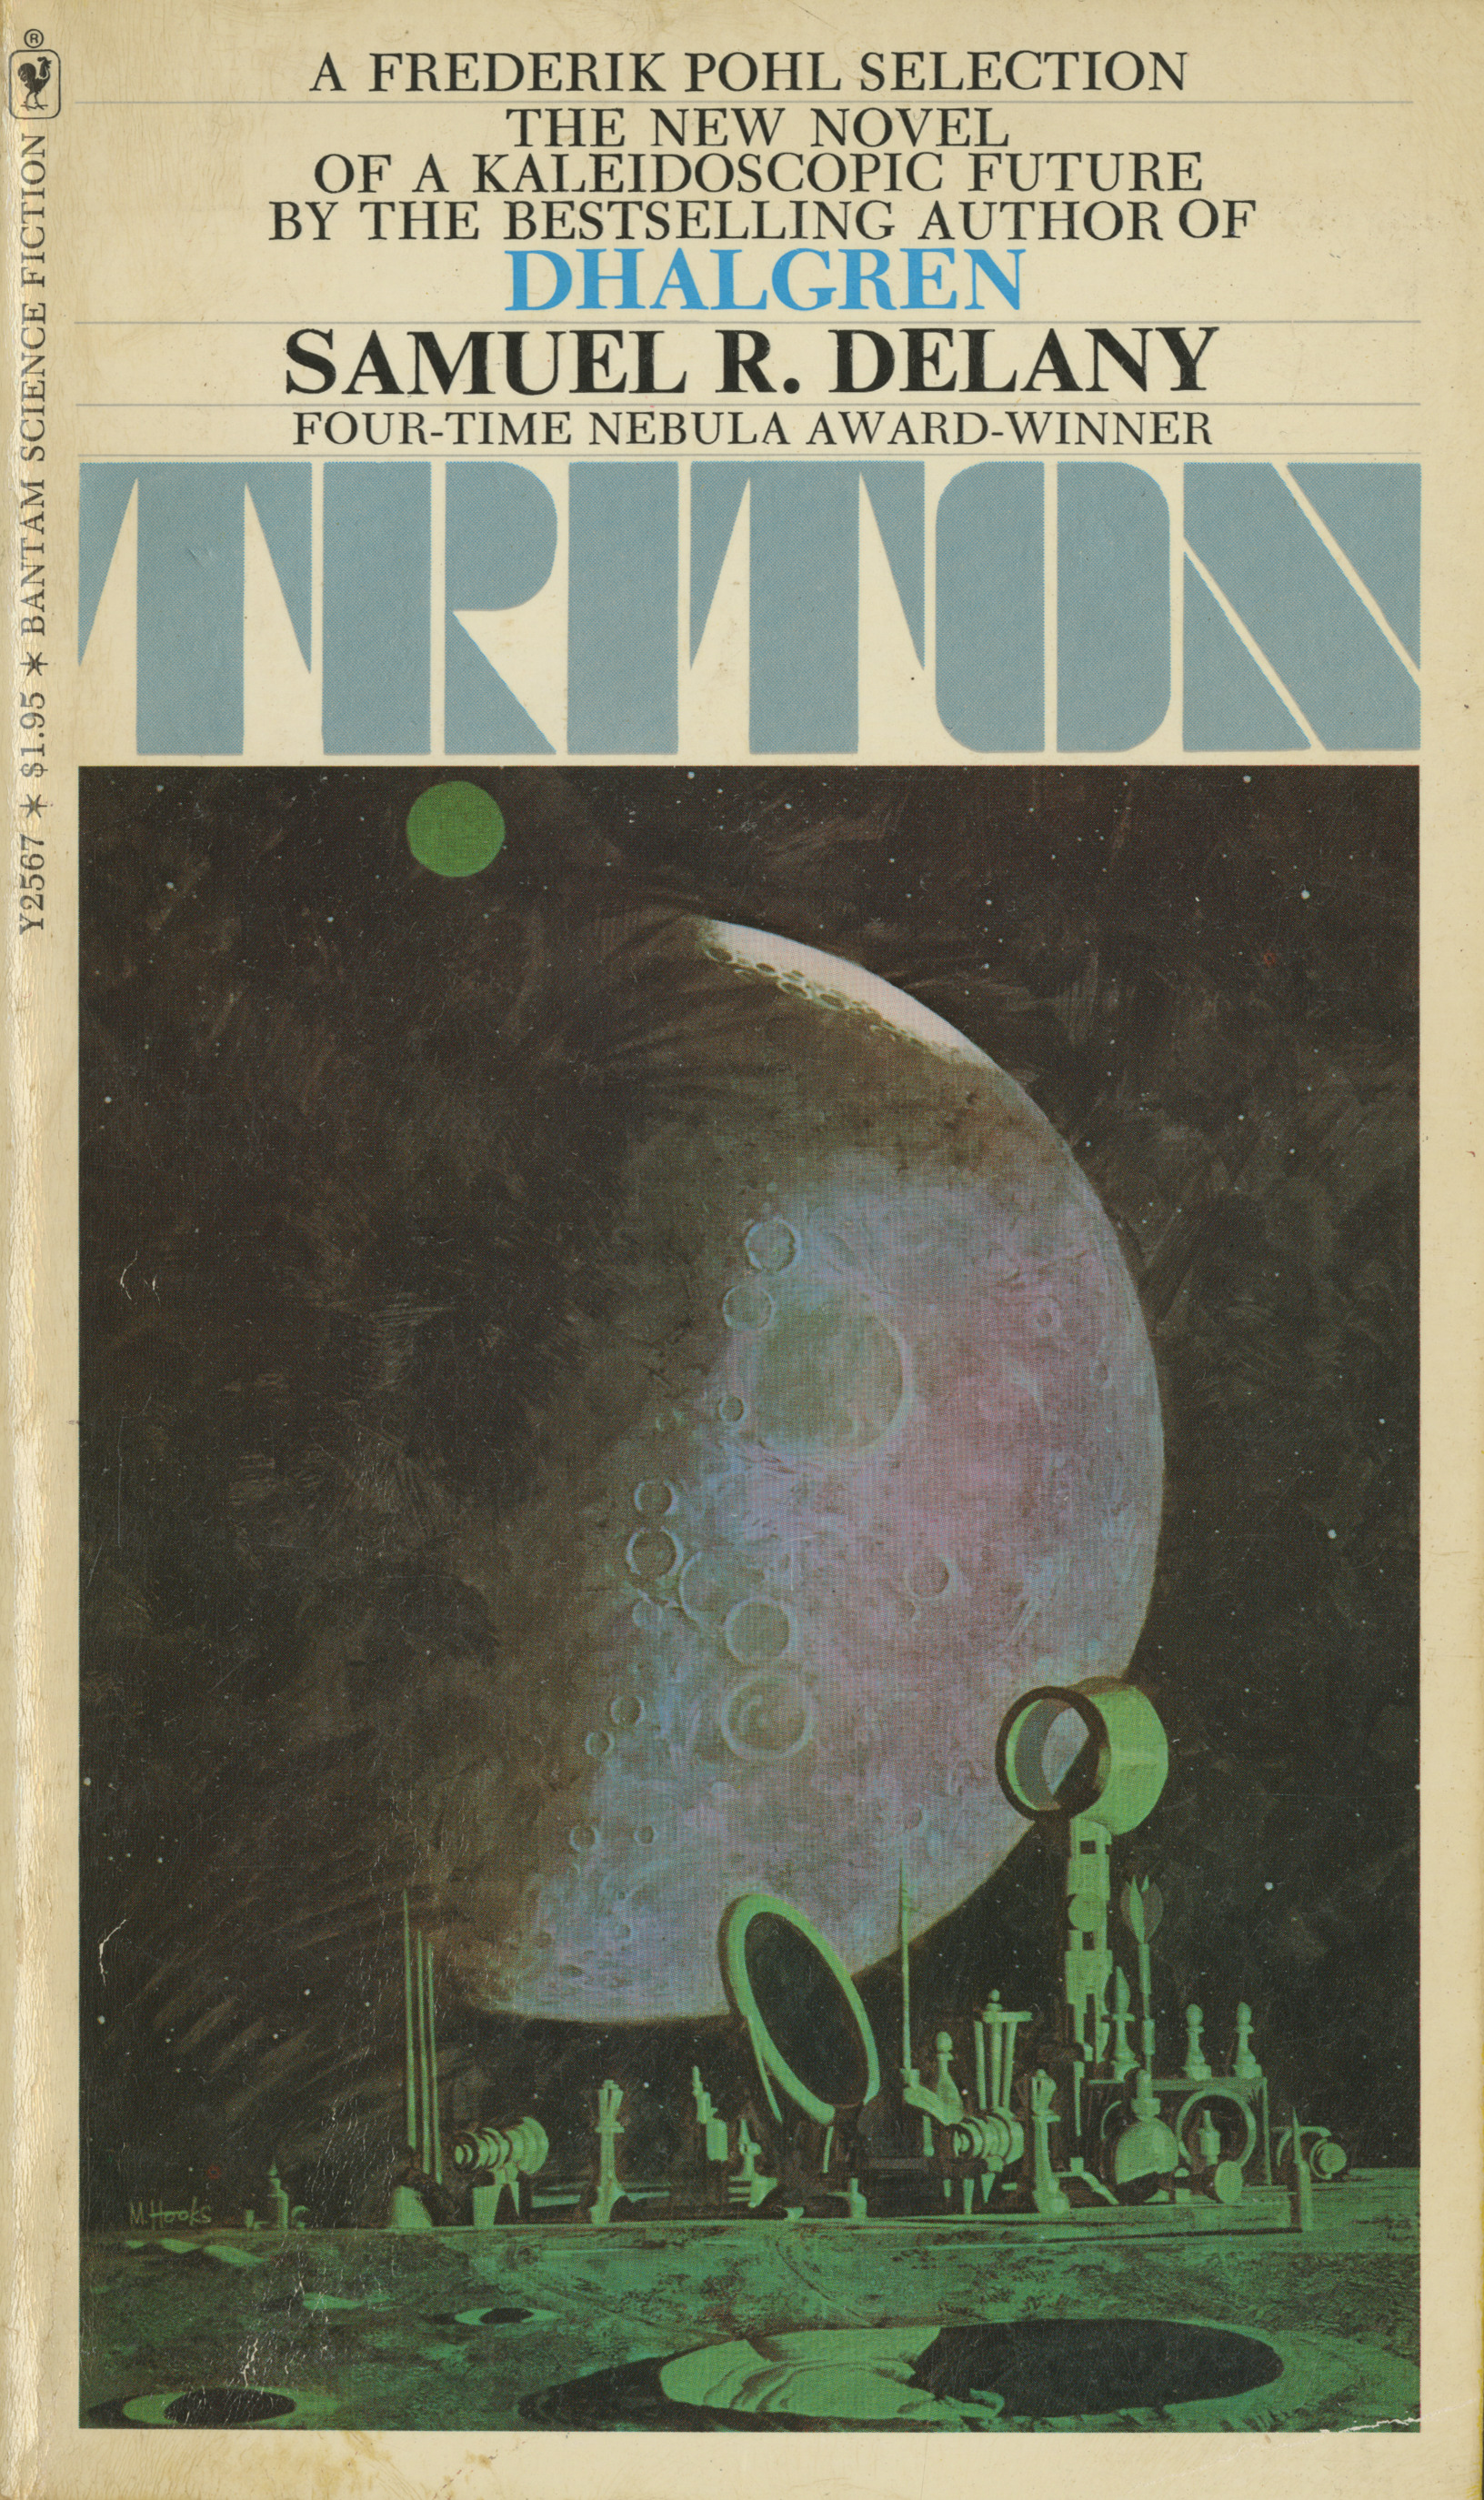 A FREDERIK POHL SELECTION
THE NEW NOVEL
OF A KALEIDOSCOPIC FUTURE
BY THE BESTSELLING AUTHOR OF
DHALGREN
SAMUEL R. DELANY
FOUR-TIME NEBULA AWARD-WINNER
TRITON
®
Y2567 * $1.95 * BANTAM SCIENCE FICTION
M.Hooks